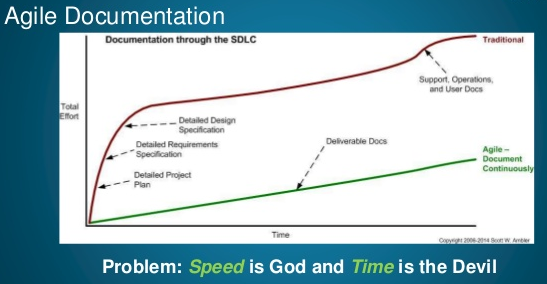 Agile Documentation
Documentation through the SDLC
Traditional
Support, Operations,
and User Docs
Total
Effort
Detailed Design
Specification
Detailed Requirements
Specification
Deliverable Docs
Agile –
Document
Continuously
Detailed Project
Plan
Time
Copyright 2006-2014 Scott W. Ambler
Problem: Speed is God and Time is the Devil